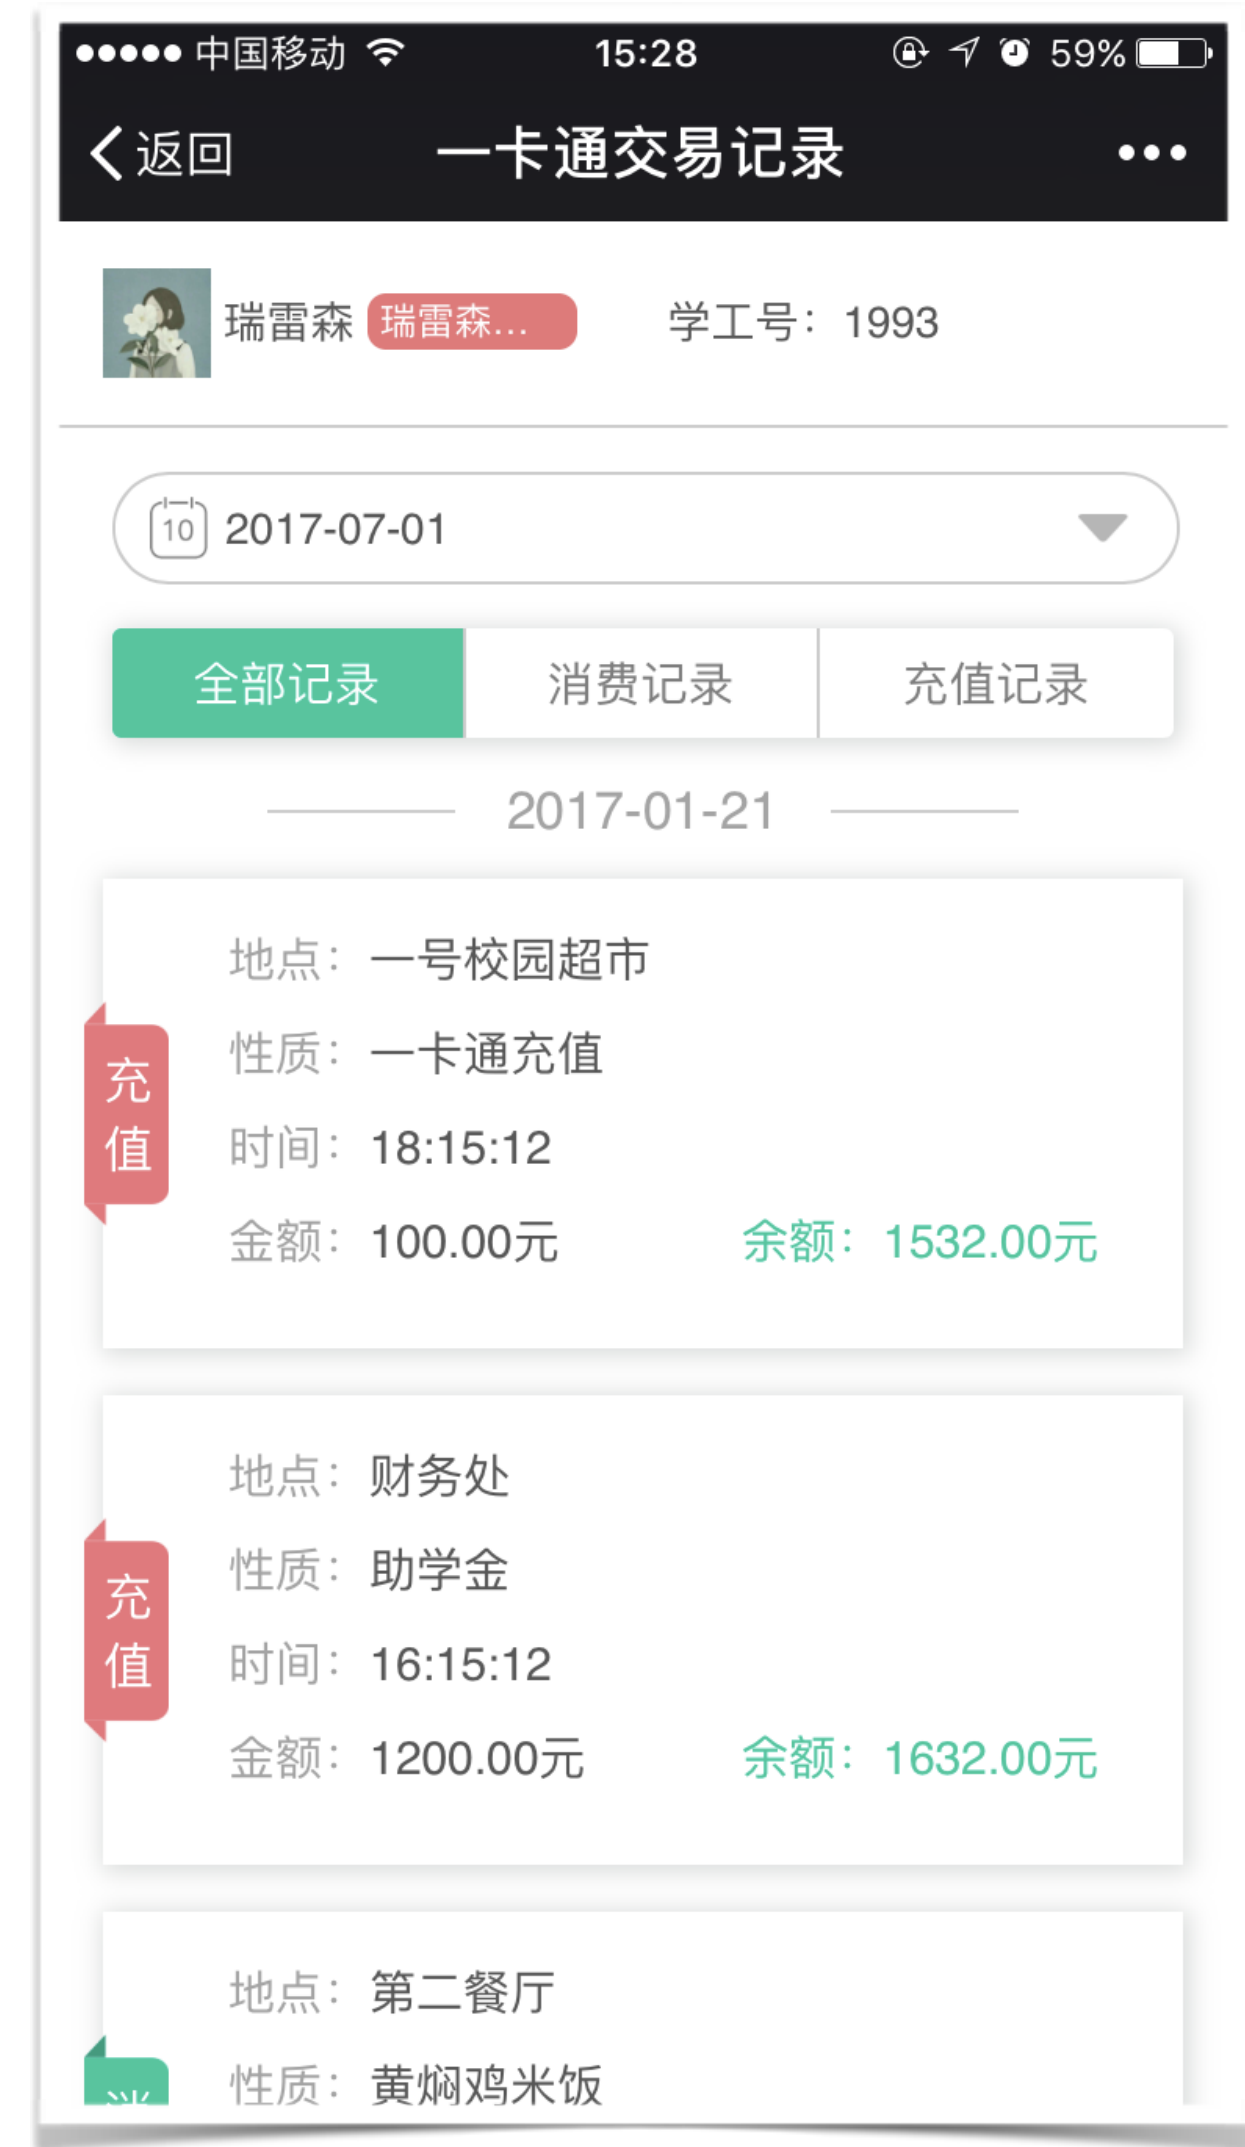 中国移动 15:28 59%
返回 一卡通交易记录
瑞雷森 瑞雷森... 学工号：1993
10 2017-07-01
全部记录 消费记录 充值记录
2017-01-21
地点：一号校园超市
性质：一卡通充值
时间：18:15:12
金额：100.00元 余额：1532.00元
充值
地点：财务处
性质：助学金
时间：16:15:12
金额：1200.00元 余额：1632.00元
充值
地点：第二餐厅
性质：黄焖鸡米饭